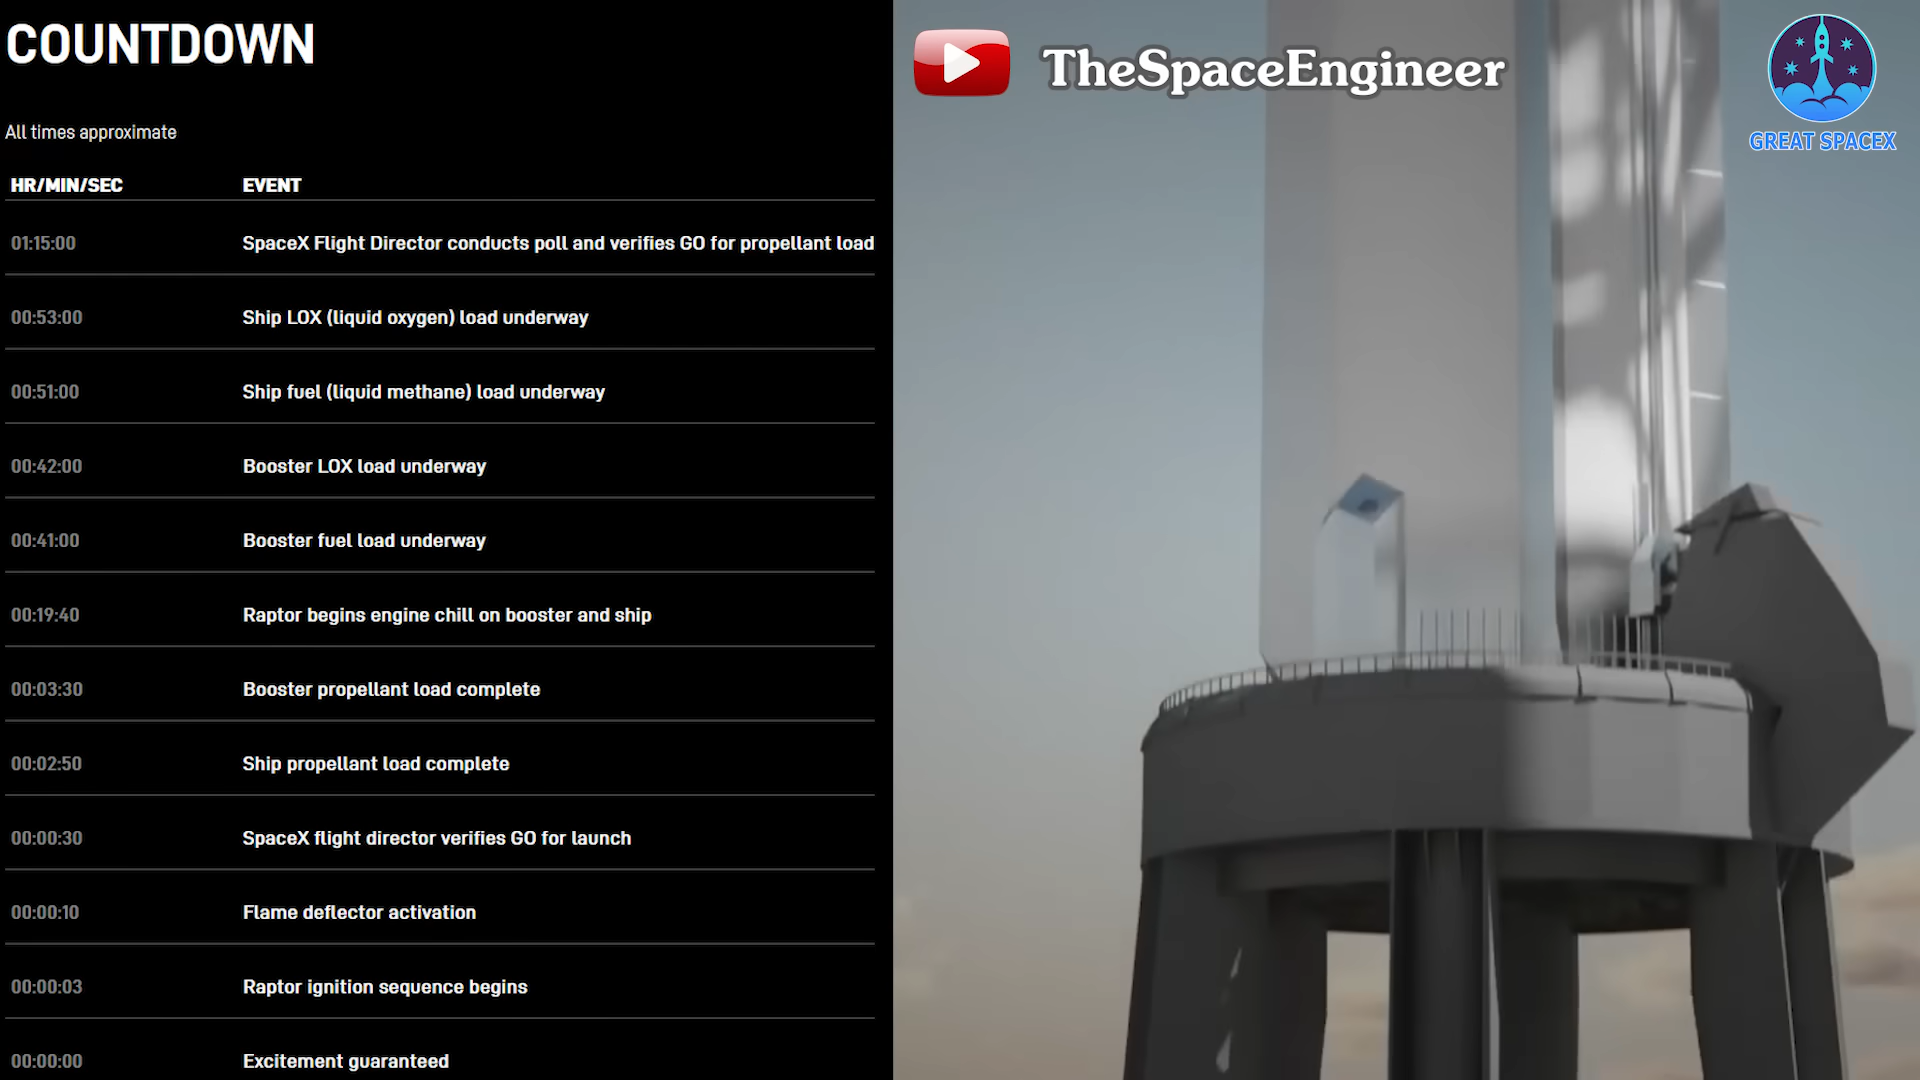 COUNTDOWN
All times approximate
HR/MIN/SEC EVENT
01:15:00 SpaceX Flight Director conducts poll and verifies GO for propellant load
00:53:00 Ship LOX (liquid oxygen) load underway
00:51:00 Ship fuel (liquid methane) load underway
00:42:00 Booster LOX load underway
00:41:00 Booster fuel load underway
00:19:40 Raptor begins engine chill on booster and ship
00:03:30 Booster propellant load complete
00:02:50 Ship propellant load complete
00:00:30 SpaceX flight director verifies GO for launch
00:00:10 Flame deflector activation
00:00:03 Raptor ignition sequence begins
00:00:00 Excitement guaranteed
TheSpaceEngineer
GREAT SPACEX